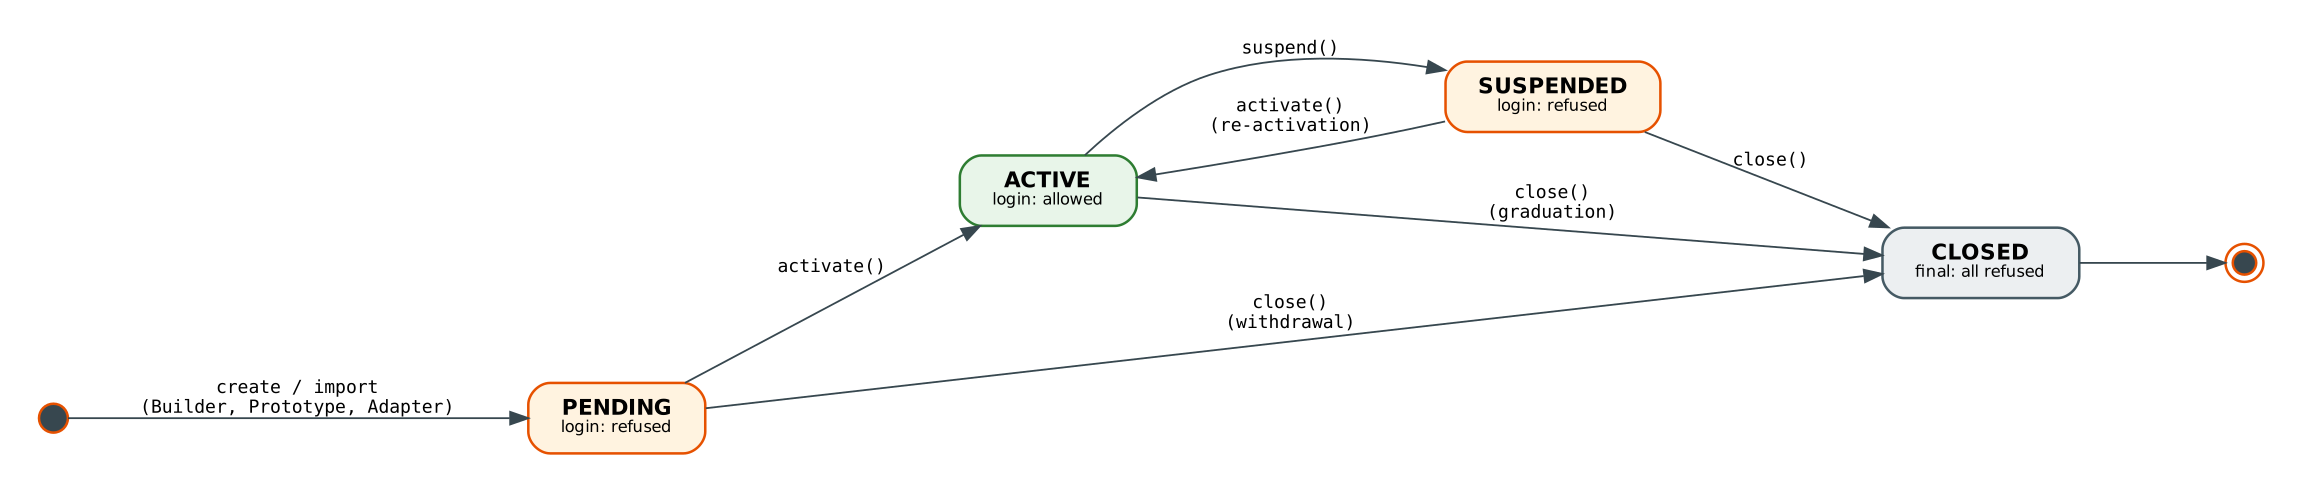 create / import
(Builder, Prototype, Adapter)
PENDING
login: refused
activate()
ACTIVE
login: allowed
suspend()
activate()
(re-activation)
SUSPENDED
login: refused
close()
close()
(graduation)
close()
(withdrawal)
CLOSED
final: all refused